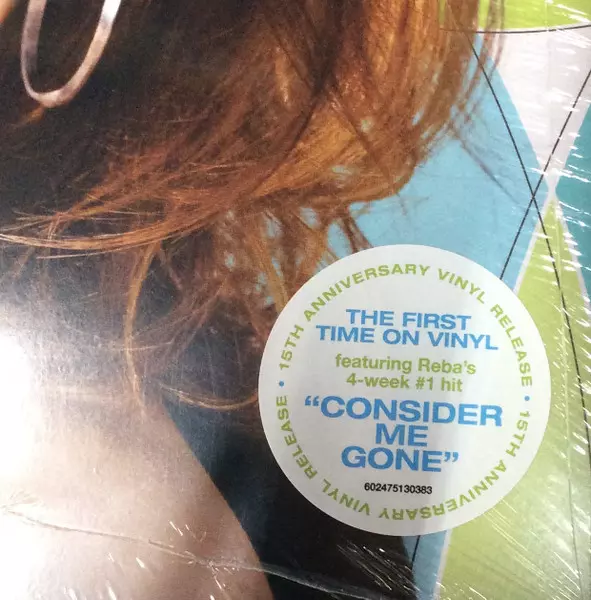 15TH ANNIVERSARY VINYL RELEASE • 15TH ANNIVERSARY VINYL RELEASE •
THE FIRST
TIME ON VINYL
featuring Reba's
4-week #1 hit
“CONSIDER
ME
GONE”
602475130383